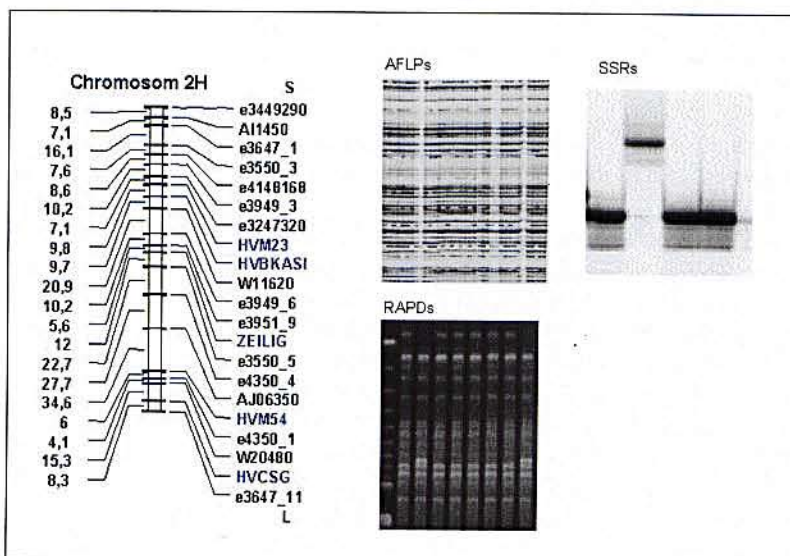 Chromosom 2H
S
8,5
7,1
16,1
7,6
8,6
10,2
7,1
9,8
9,7
20,9
10,2
5,6
12
22,7
27,7
34,6
6
4,1
15,3
8,3
e3449290
AI1450
e3647_1
e3550_3
e4148168
e3949_3
e3247320
HVM23
HVBKASI
W11620
e3949_6
e3951_9
ZEILIG
e3550_5
e4350_4
AJ06350
HVM54
e4350_1
W20480
HVCSG
e3647_11
L
AFLPs
RAPDs
SSRs